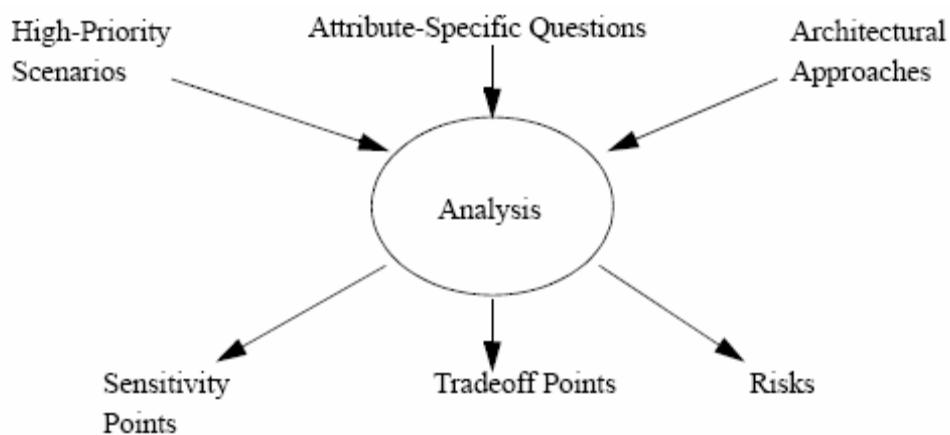 High-Priority
Scenarios
Attribute-Specific Questions
Architectural
Approaches
Analysis
Sensitivity
Points
Tradeoff Points
Risks